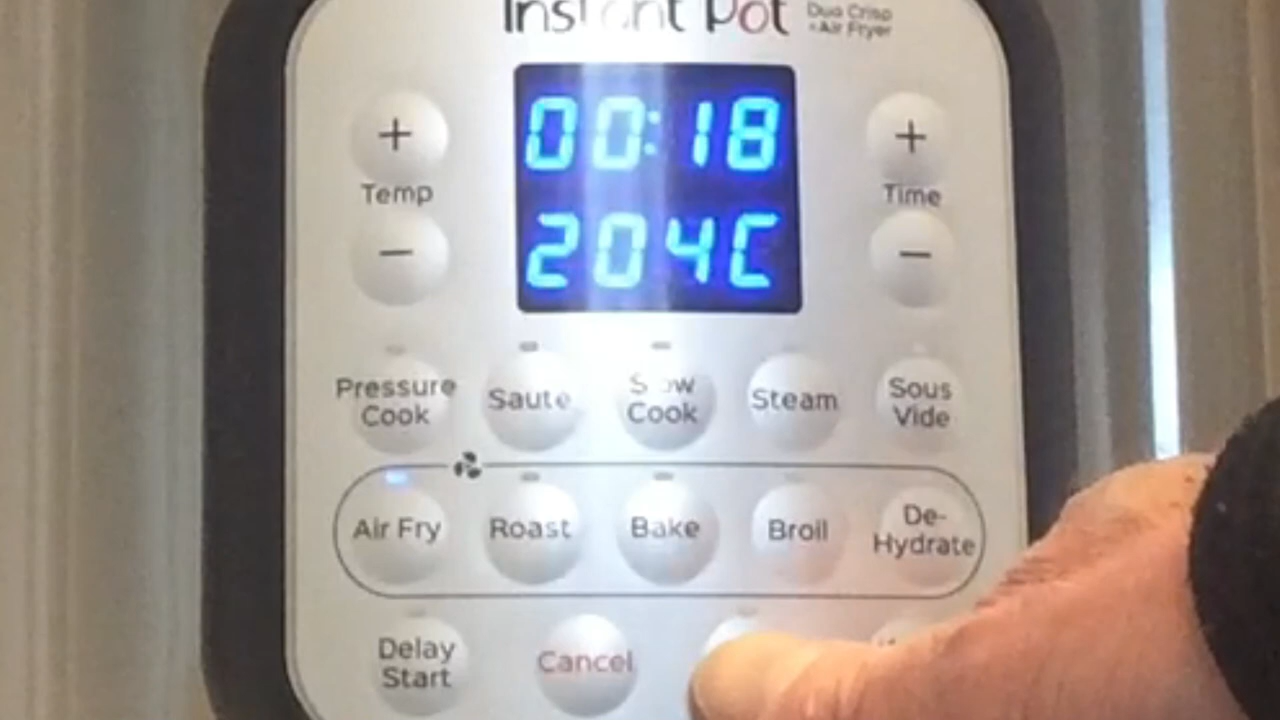 Instant Pot
Duo Crisp
+Air Fryer
00:18
204C
+
+
Temp
Time
−
−
Pressure
Cook
Saute
Slow
Cook
Steam
Sous
Vide
Air Fry
Roast
Bake
Broil
De-
Hydrate
Delay
Start
Cancel